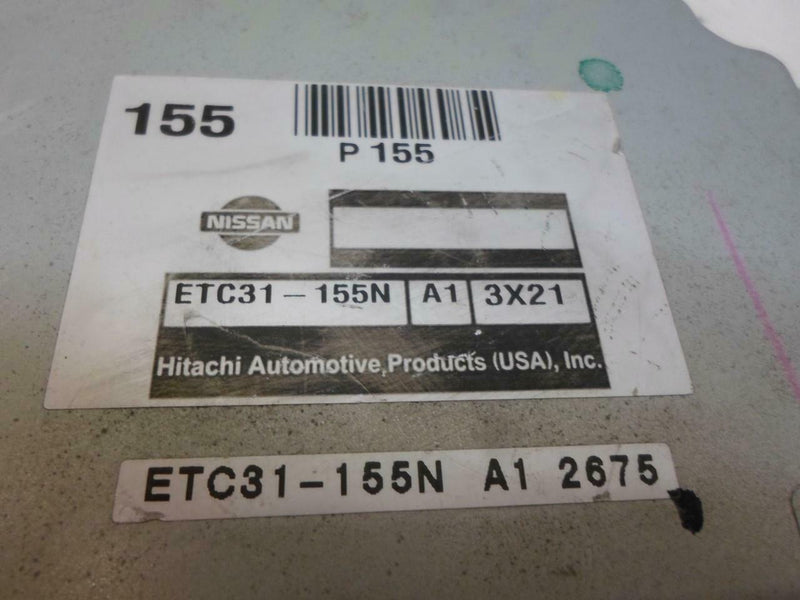 155
P 155
NISSAN
ETC31-155N A1 3X21
Hitachi Automotive Products (USA), Inc.
ETC31-155N A1 2675